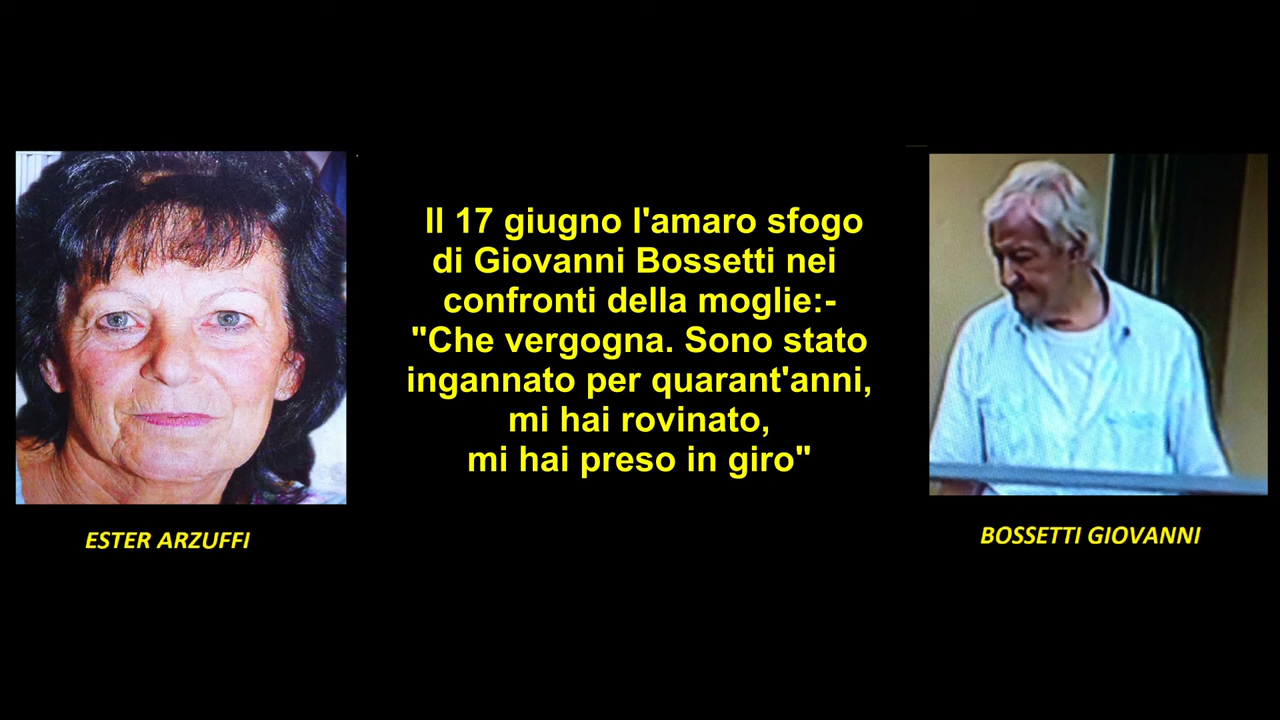 Il 17 giugno l'amaro sfogo
di Giovanni Bossetti nei
confronti della moglie:-
"Che vergogna. Sono stato
ingannato per quarant'anni,
mi hai rovinato,
mi hai preso in giro"
ESTER ARZUFFI
BOSSETTI GIOVANNI